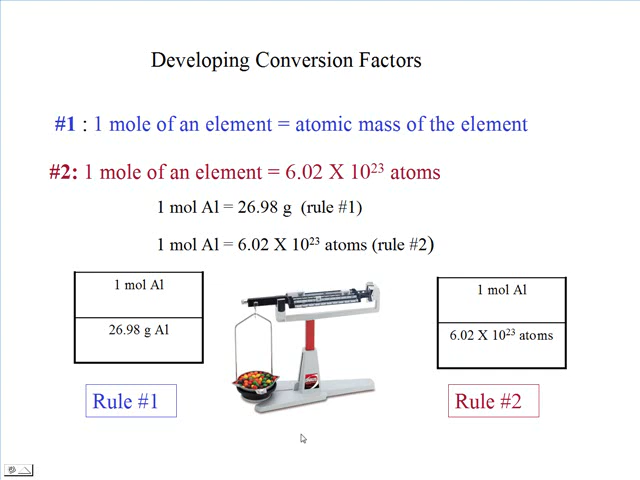 Developing Conversion Factors
#1 : 1 mole of an element = atomic mass of the element
#2: 1 mole of an element = 6.02 X 10²³ atoms
1 mol Al = 26.98 g (rule #1)
1 mol Al = 6.02 X 10²³ atoms (rule #2)
1 mol Al
26.98 g Al
1 mol Al
6.02 X 10²³ atoms
Rule #1
Rule #2